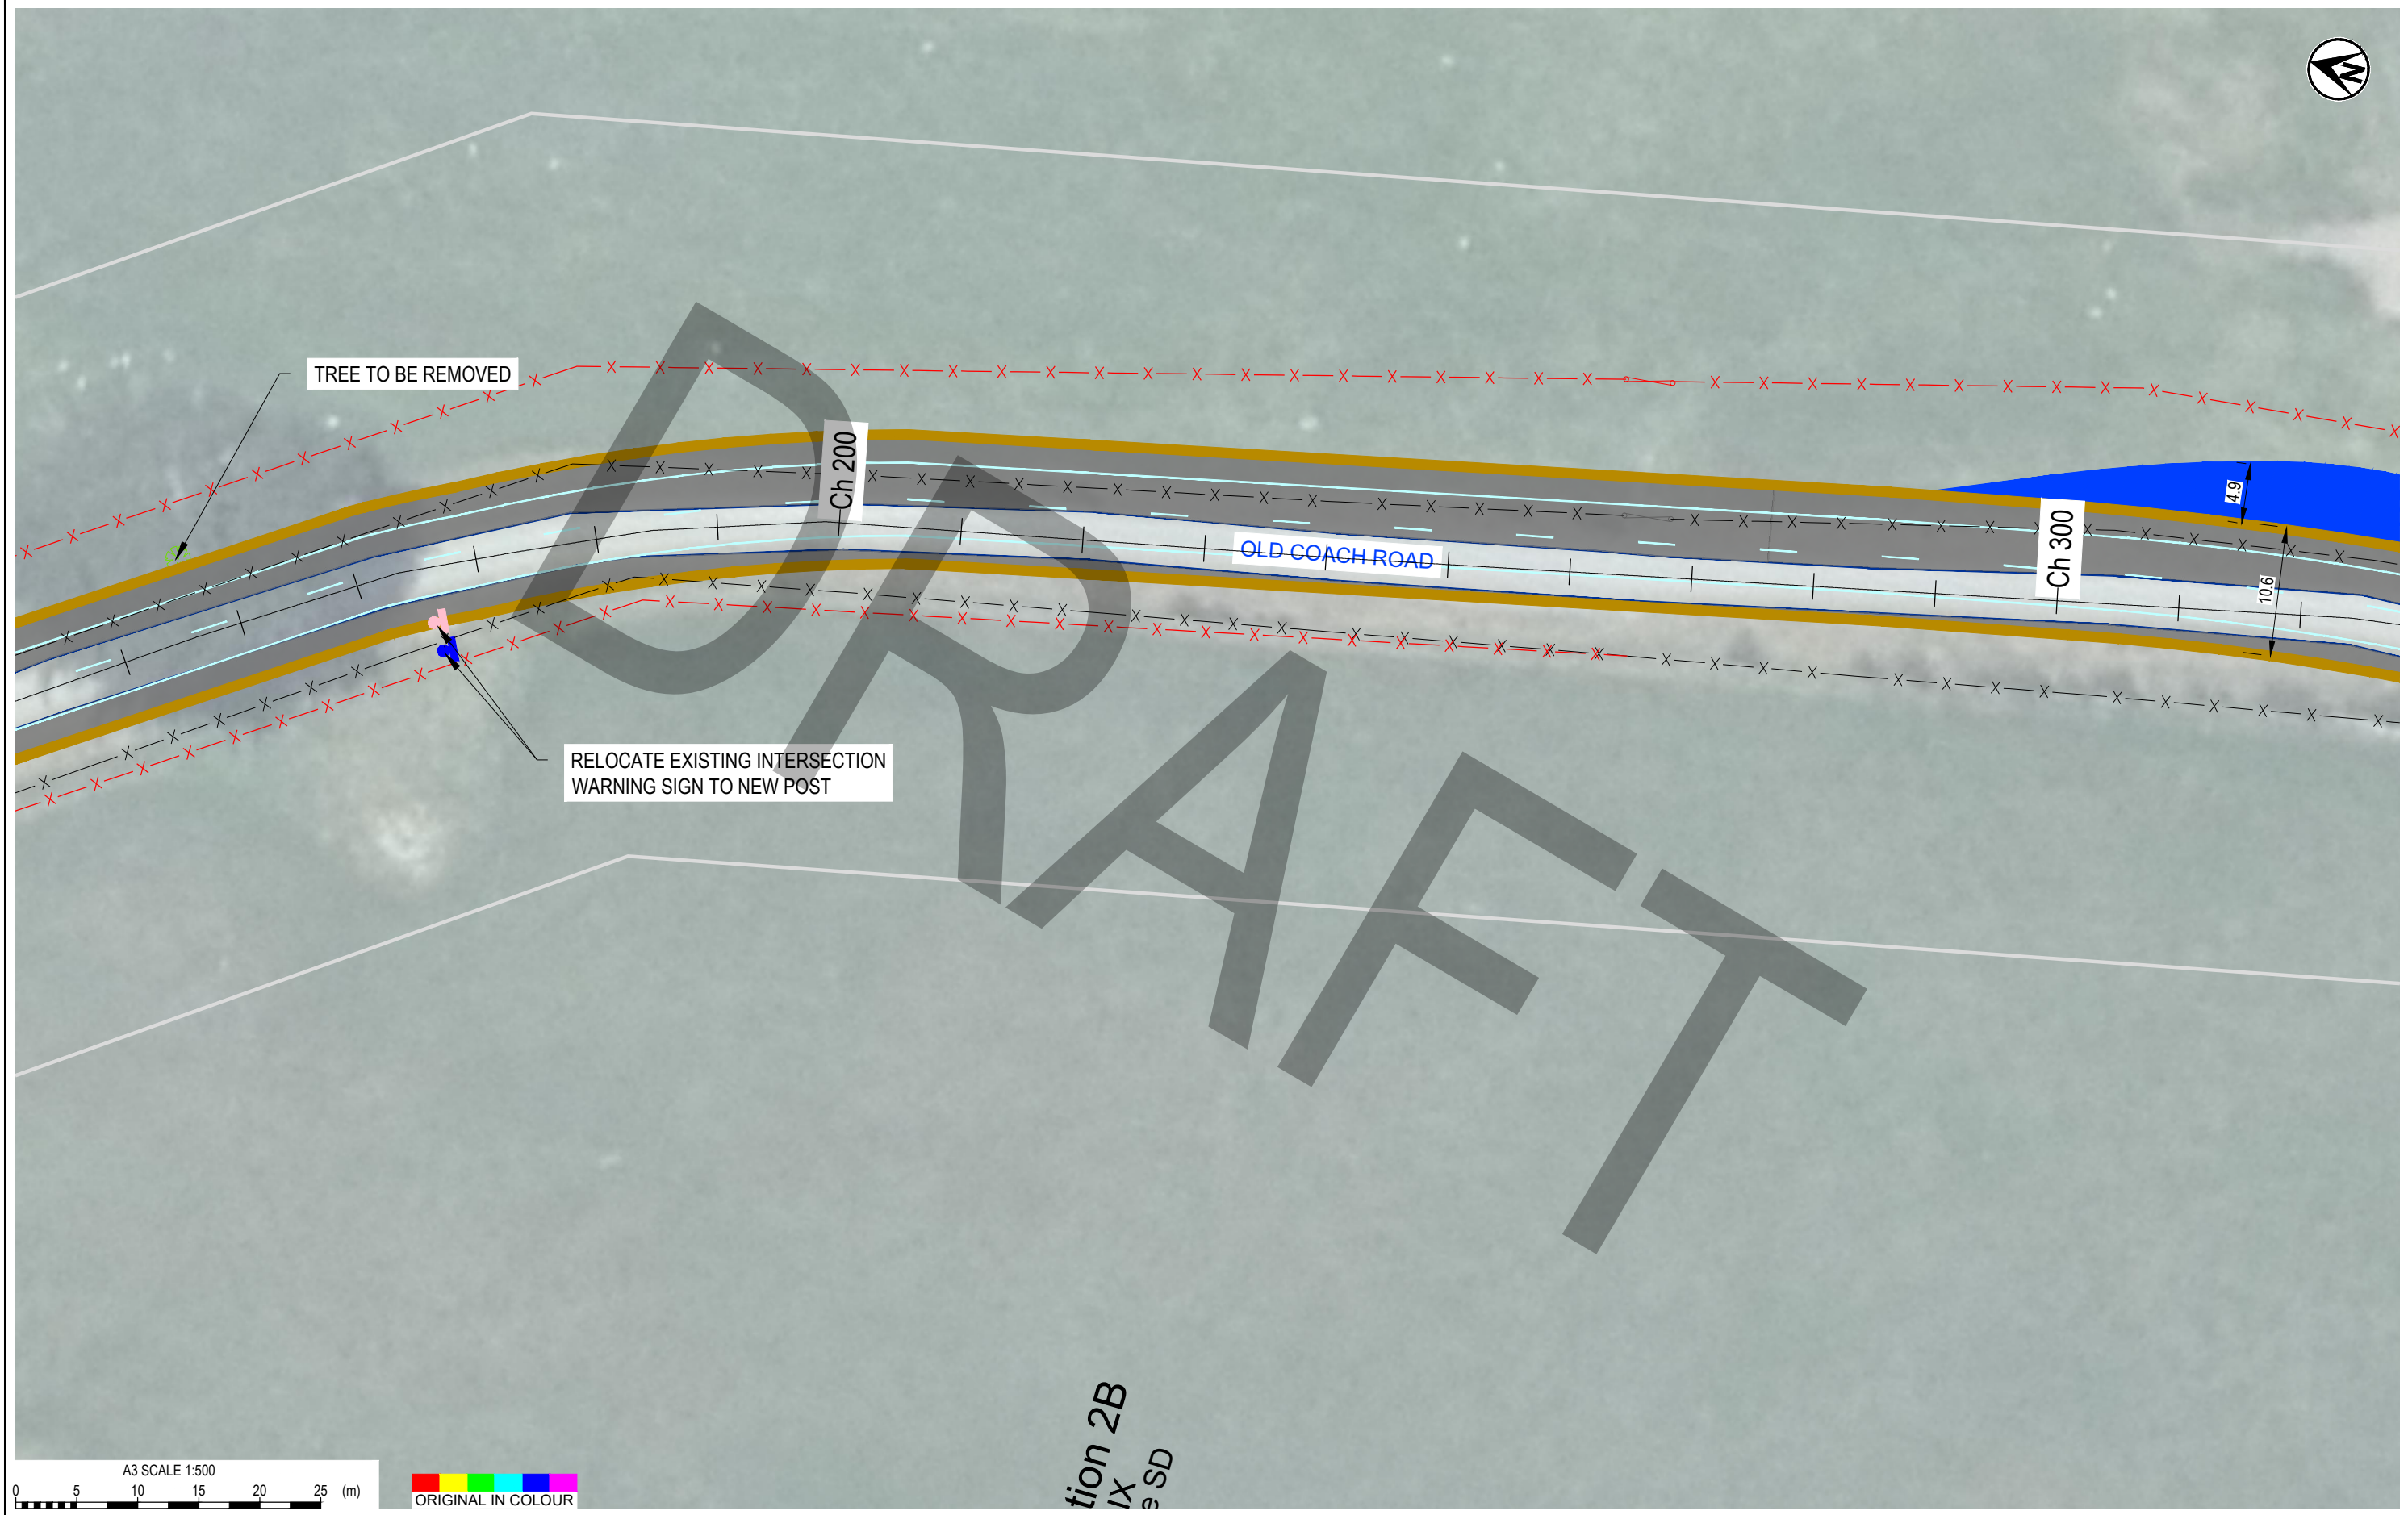 N
TREE TO BE REMOVED
Ch 200
4.9
OLD COACH ROAD
Ch 300
10.6
RELOCATE EXISTING INTERSECTION
WARNING SIGN TO NEW POST
DRAFT
tion 2B
IX
e SD
A3 SCALE 1:500
0 5 10 15 20 25 (m)
ORIGINAL IN COLOUR